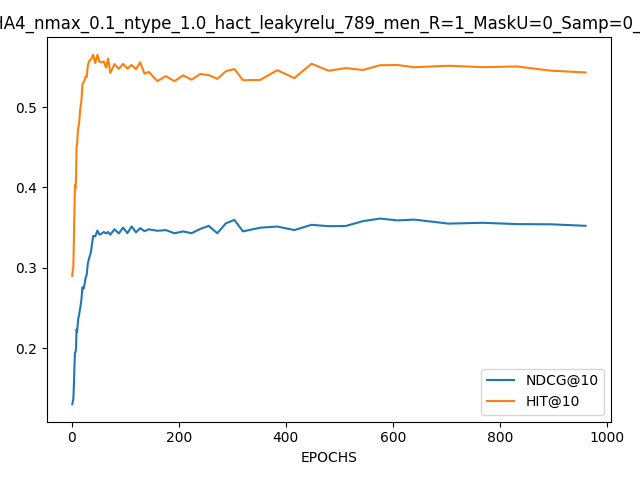 HA4_nmax_0.1_ntype_1.0_hact_leakyrelu_789_men_R=1_MaskU=0_Samp=0_
0.5
0.4
0.3
0.2
NDCG@10
HIT@10
0 200 400 600 800 1000
EPOCHS